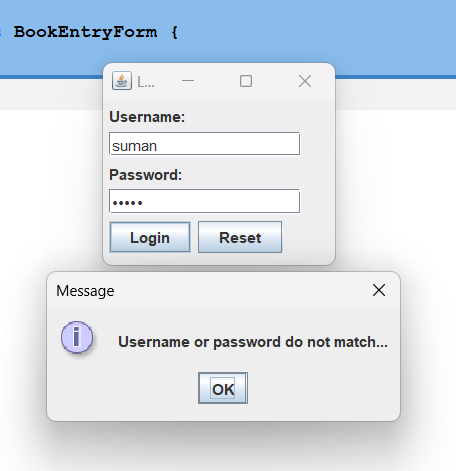 BookEntryForm {
L...
Username:
suman
Password:
•••••
Login Reset
Message
Username or password do not match...
OK